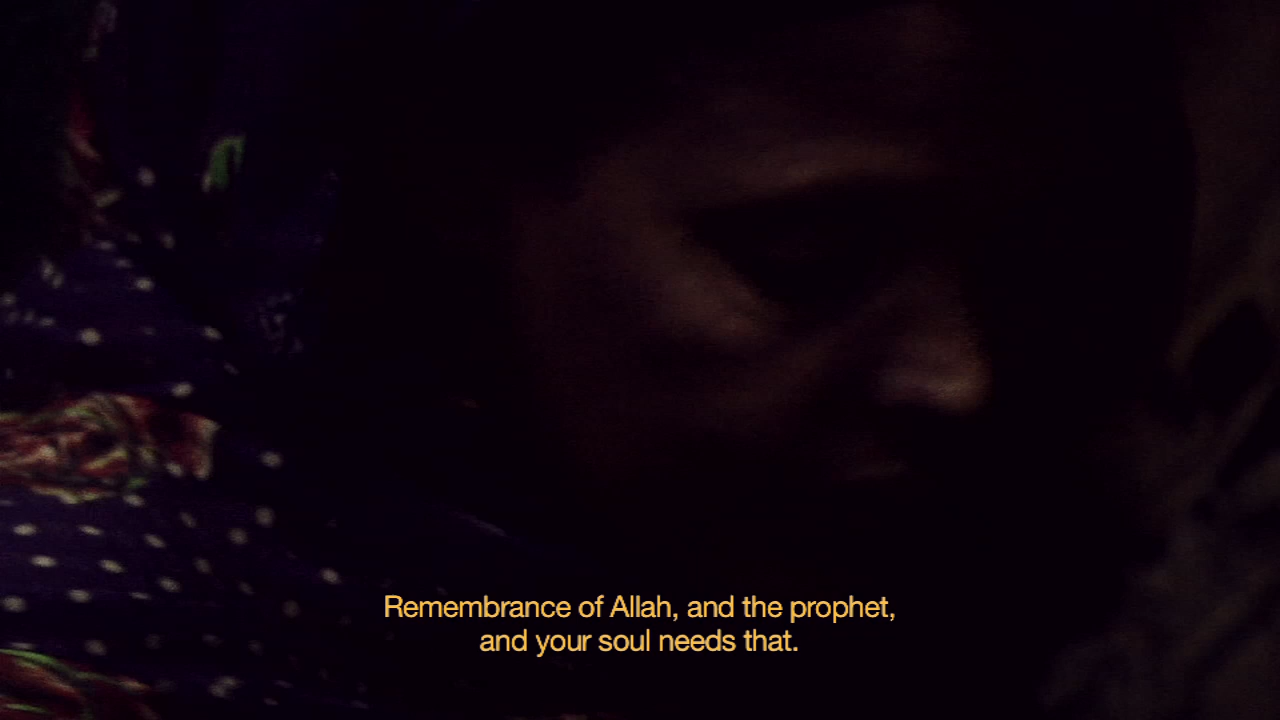 Remembrance of Allah, and the prophet,
and your soul needs that.